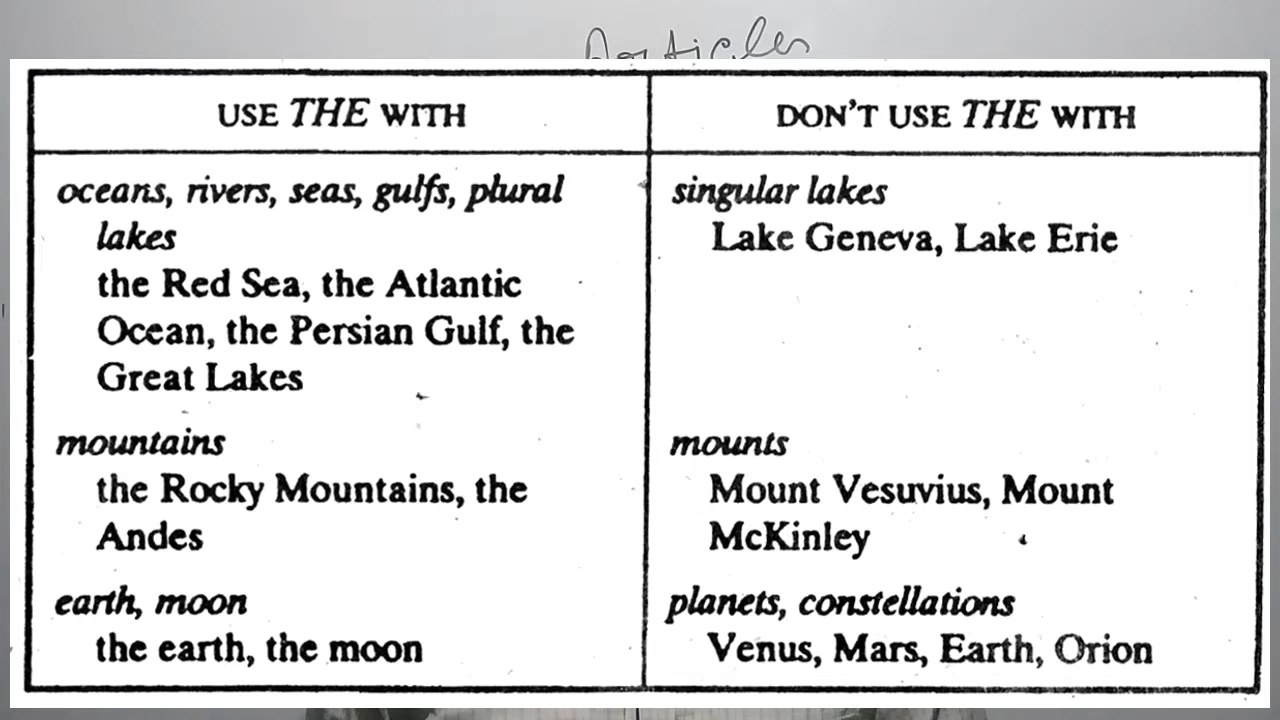 Articles
USE THE WITH
DON'T USE THE WITH
oceans, rivers, seas, gulfs, plural
lakes
the Red Sea, the Atlantic
Ocean, the Persian Gulf, the
Great Lakes
singular lakes
Lake Geneva, Lake Erie
mountains
the Rocky Mountains, the
Andes
mounts
Mount Vesuvius, Mount
McKinley
earth, moon
the earth, the moon
planets, constellations
Venus, Mars, Earth, Orion